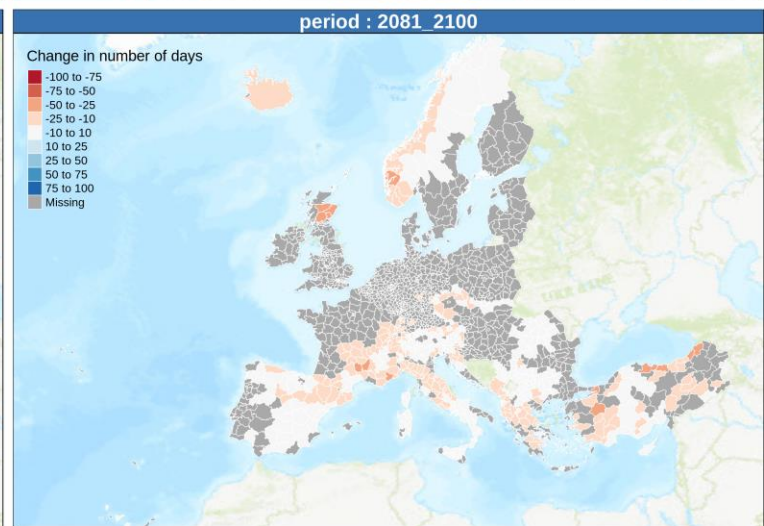 period : 2081_2100
Change in number of days
-100 to -75
-75 to -50
-50 to -25
-25 to -10
-10 to 10
10 to 25
25 to 50
50 to 75
75 to 100
Missing
UKRAINE